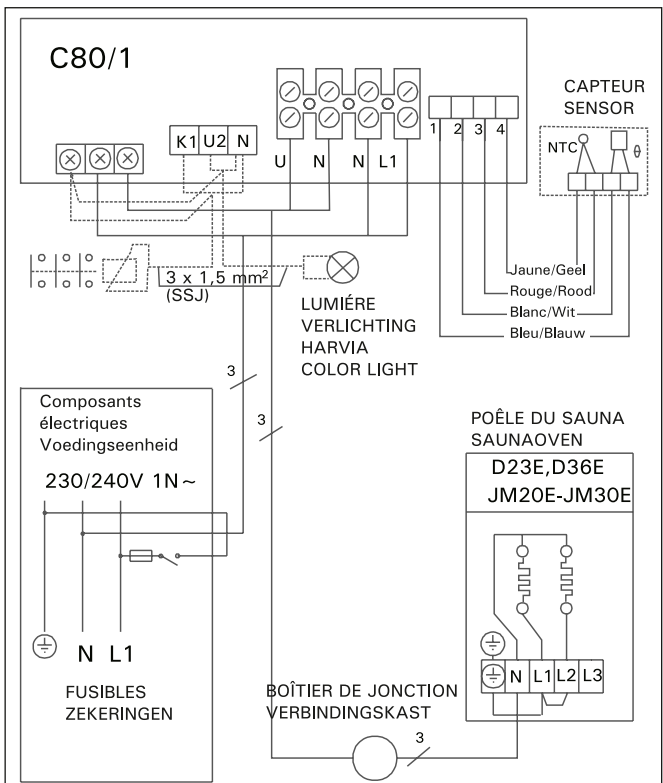 C80/1
K1 U2 N
U N N L1
1 2 3 4
CAPTEUR
SENSOR
NTC
θ
Jaune/Geel
Rouge/Rood
Blanc/Wit
Bleu/Blauw
3 x 1,5 mm²
(SSJ)
LUMIÉRE
VERLICHTING
HARVIA
COLOR LIGHT
3
3
Composants
électriques
Voedingseenheid
230/240V 1N~
N L1
FUSIBLES
ZEKERINGEN
POÊLE DU SAUNA
SAUNAOVEN
D23E,D36E
JM20E-JM30E
N L1 L2 L3
BOÎTIER DE JONCTION
VERBINDINGSKAST
3